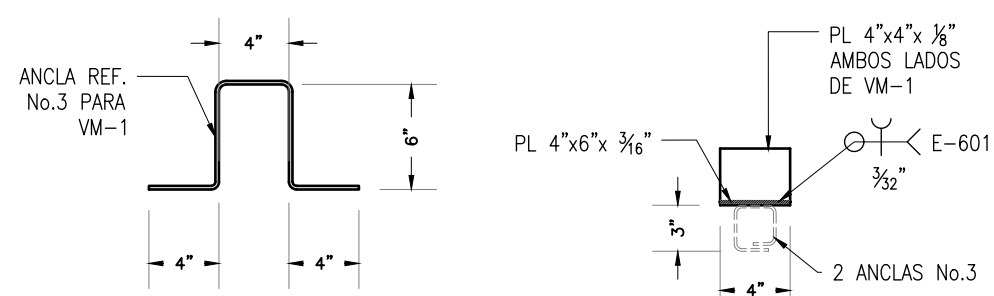 4"
ANCLA REF.
No.3 PARA
VM-1
6"
4"
4"
PL 4"x4"x 1/8"
AMBOS LADOS
DE VM-1
PL 4"x6"x 3/16"
E-601
3/32"
3"
2 ANCLAS No.3
4"